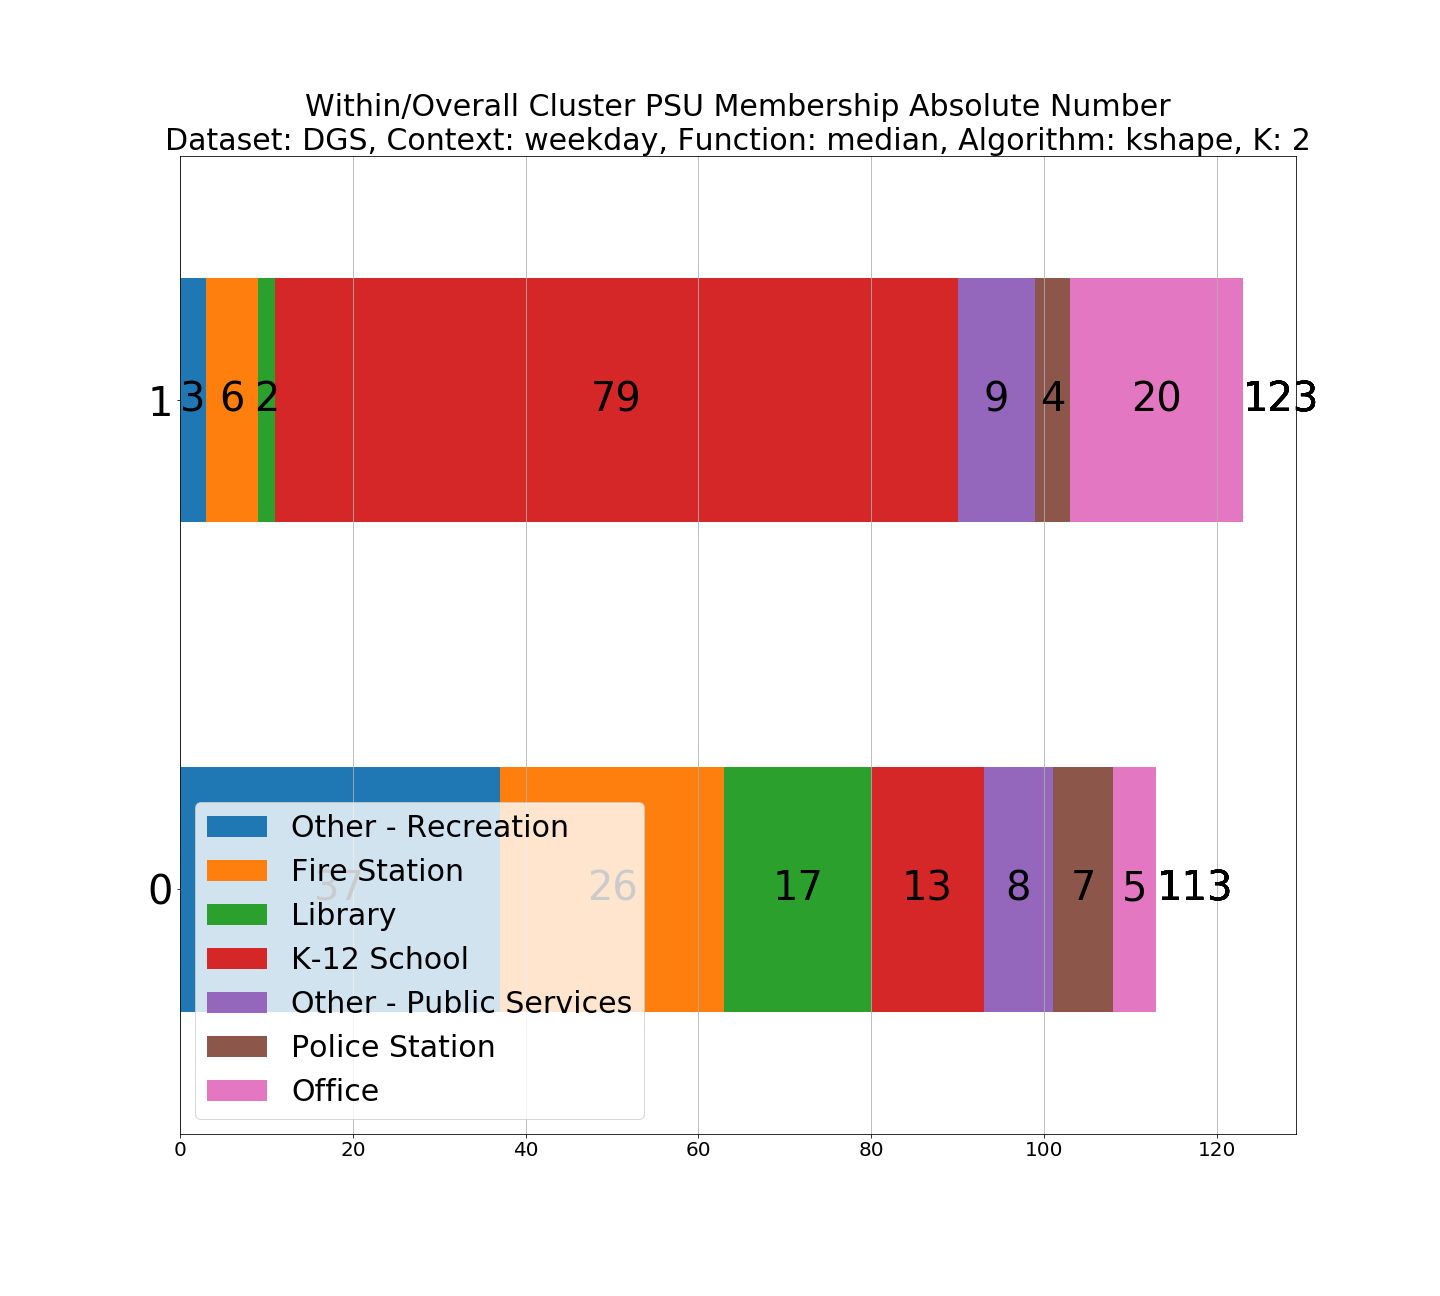 Within/Overall Cluster PSU Membership Absolute Number
Dataset: DGS, Context: weekday, Function: median, Algorithm: kshape, K: 2
1 3 6 2 79 9 4 20 123
0 37 26 17 13 8 7 5 113
Other - Recreation
Fire Station
Library
K-12 School
Other - Public Services
Police Station
Office
0 20 40 60 80 100 120